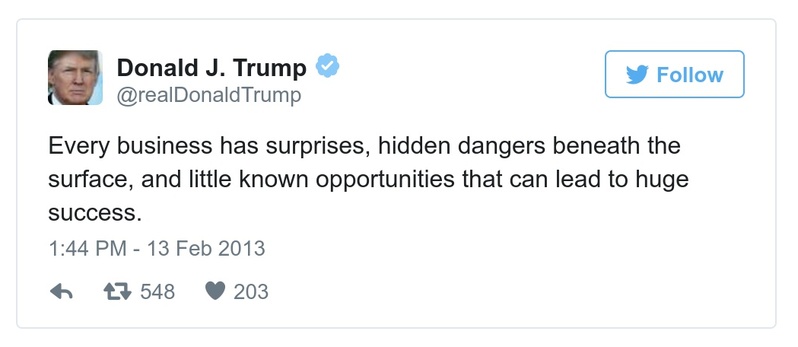 Donald J. Trump
@realDonaldTrump
Follow
Every business has surprises, hidden dangers beneath the
surface, and little known opportunities that can lead to huge
success.
1:44 PM - 13 Feb 2013
548 203